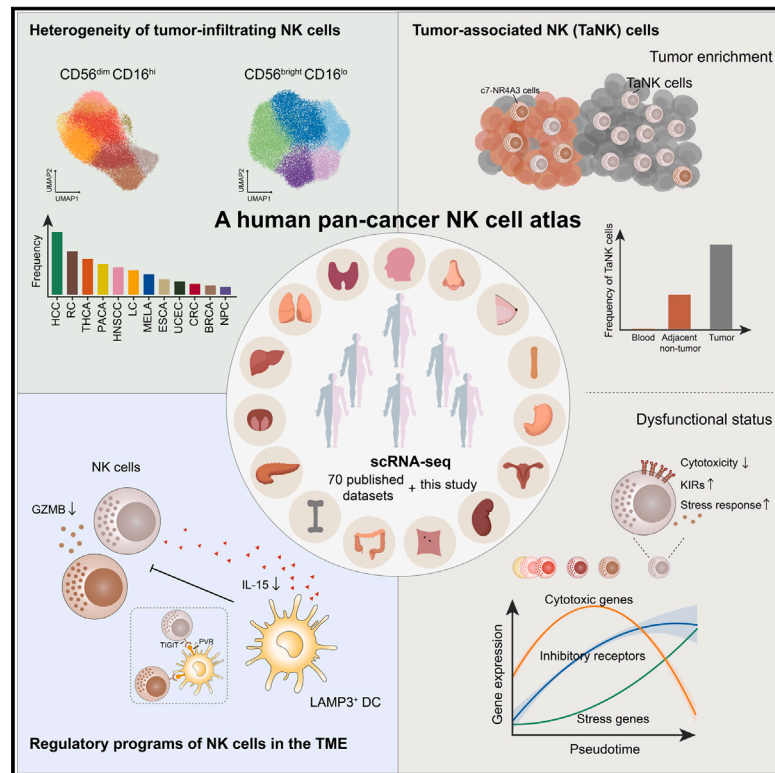 Heterogeneity of tumor-infiltrating NK cells
CD56dim CD16hi
CD56bright CD16lo
UMAP2
UMAP1
UMAP2
UMAP1
Frequency
HCC
RC
THCA
PACA
HNSCC
LC
MELA
ESCA
UCEC
CRC
BRCA
NPC
Tumor-associated NK (TaNK) cells
Tumor enrichment
c7-NR4A3 cells
TaNK cells
Frequency of TaNK cells
Blood
Adjacent
non-tumor
Tumor
A human pan-cancer NK cell atlas
scRNA-seq
70 published
datasets
+ this study
NK cells
GZMB ↓
IL-15 ↓
TIGIT
PVR
LAMP3+ DC
Regulatory programs of NK cells in the TME
Dysfunctional status
Cytotoxicity ↓
KIRs ↑
Stress response ↑
Cytotoxic genes
Inhibitory receptors
Stress genes
Gene expression
Pseudotime